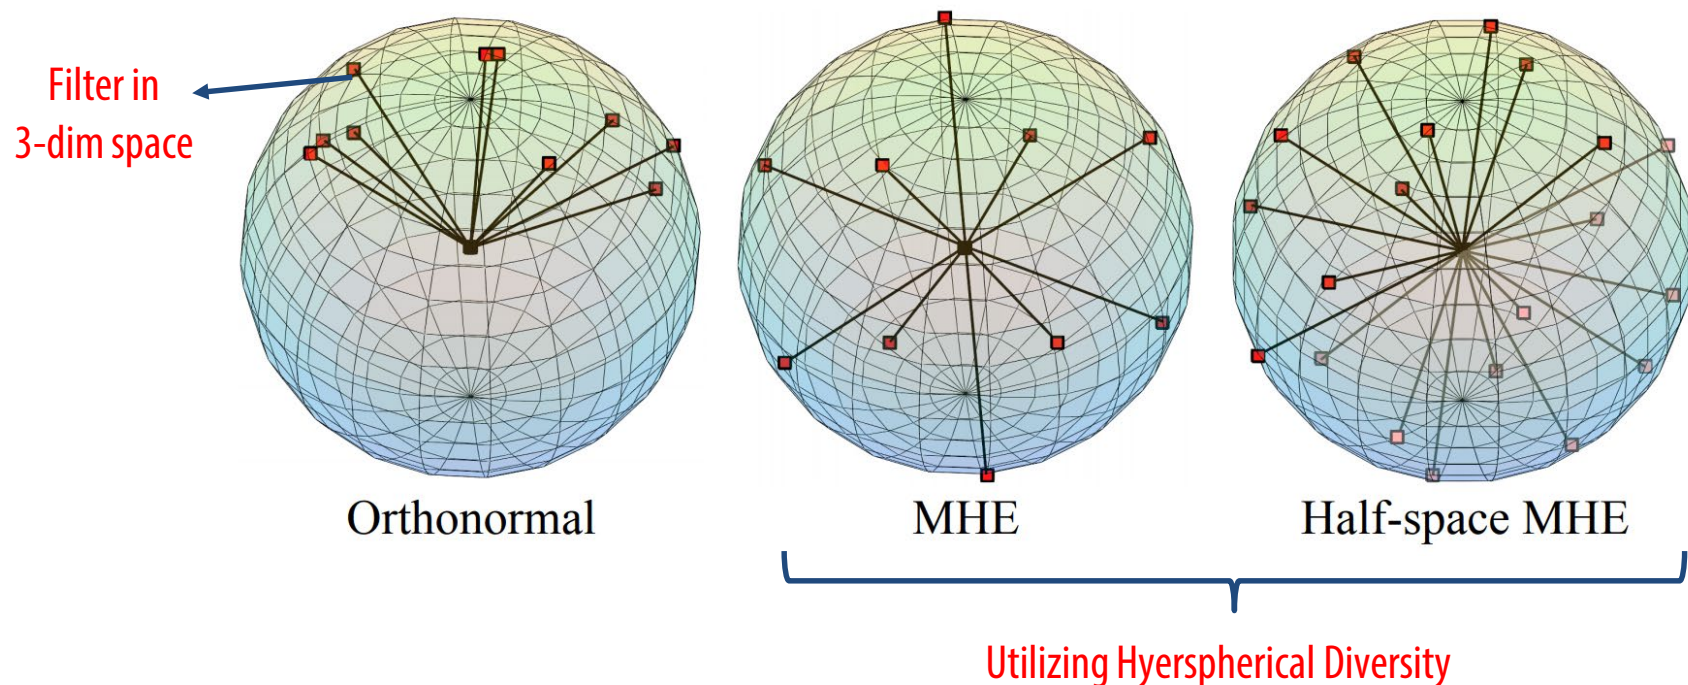 Filter in
3-dim space
Orthonormal
MHE
Half-space MHE
Utilizing Hyerspherical Diversity